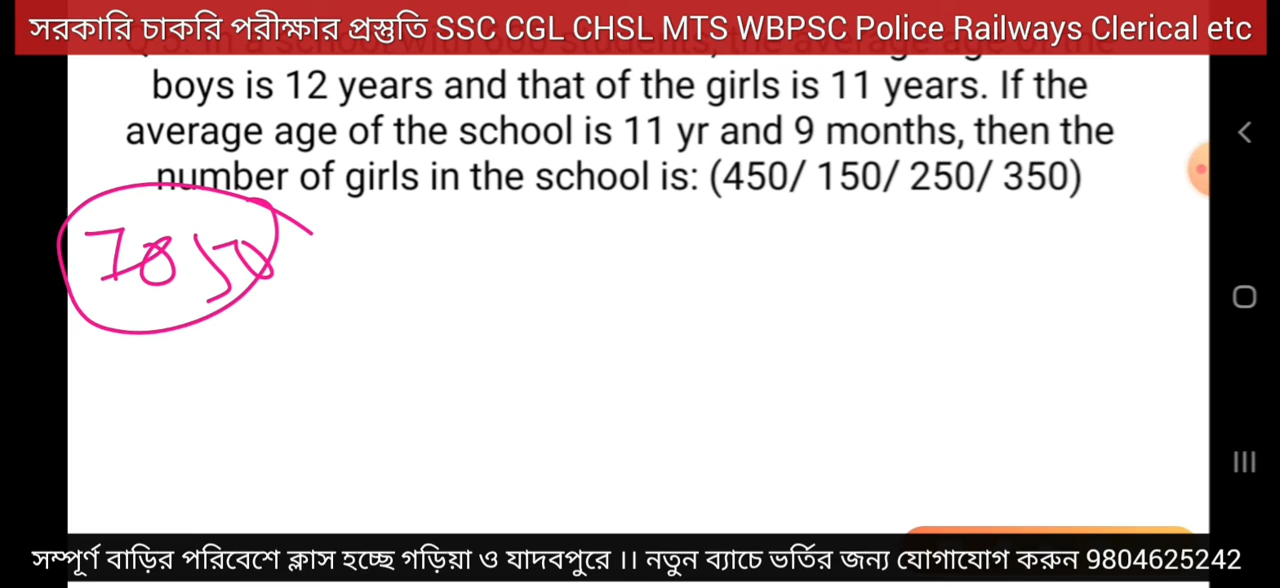 সরকারি চাকরি পরীক্ষার প্রস্তুতি SSC CGL CHSL MTS WBPSC Police Railways Clerical etc
boys is 12 years and that of the girls is 11 years. If the
average age of the school is 11 yr and 9 months, then the
number of girls in the school is: (450/ 150/ 250/ 350)
সম্পূর্ণ বাড়ির পরিবেশে ক্লাস হচ্ছে গড়িয়া ও যাদবপুরে ।। নতুন ব্যাচে ভর্তির জন্য যোগাযোগ করুন 9804625242